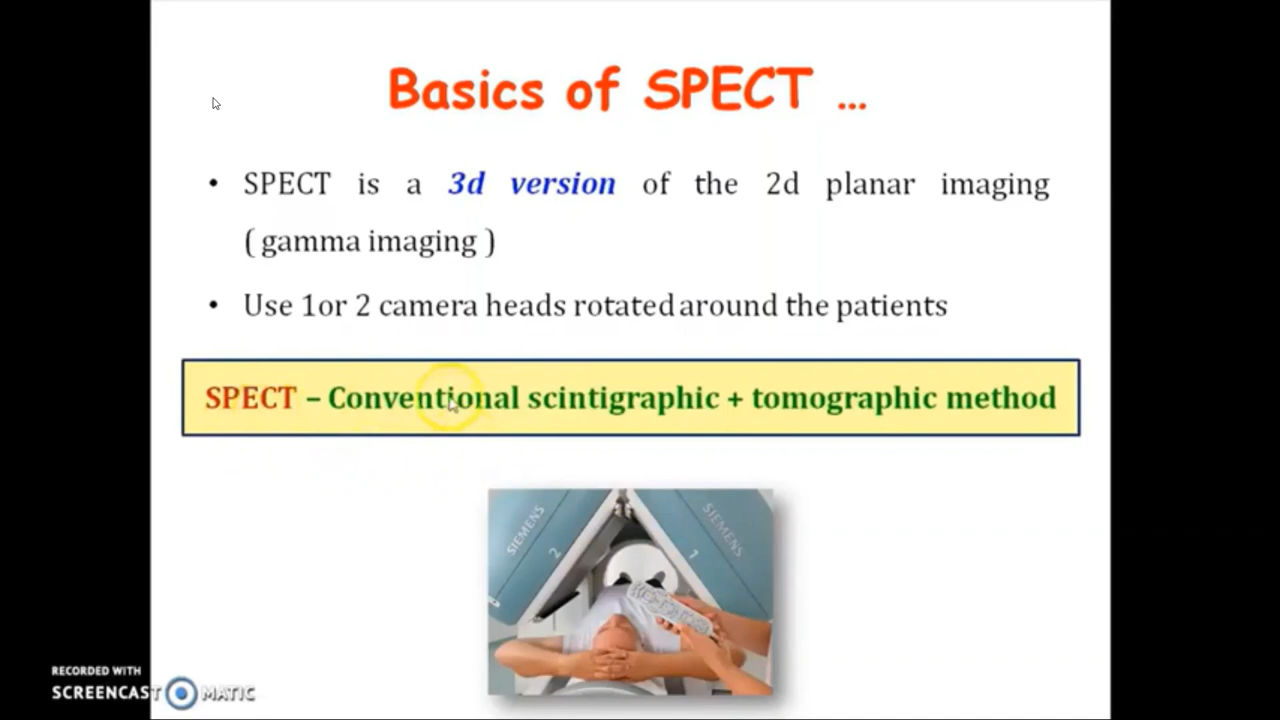 Basics of SPECT ...
• SPECT is a 3d version of the 2d planar imaging
( gamma imaging )
• Use 1or 2 camera heads rotated around the patients
SPECT – Conventional scintigraphic + tomographic method
SIEMENS
2
SIEMENS
1
RECORDED WITH
SCREENCAST MATIC